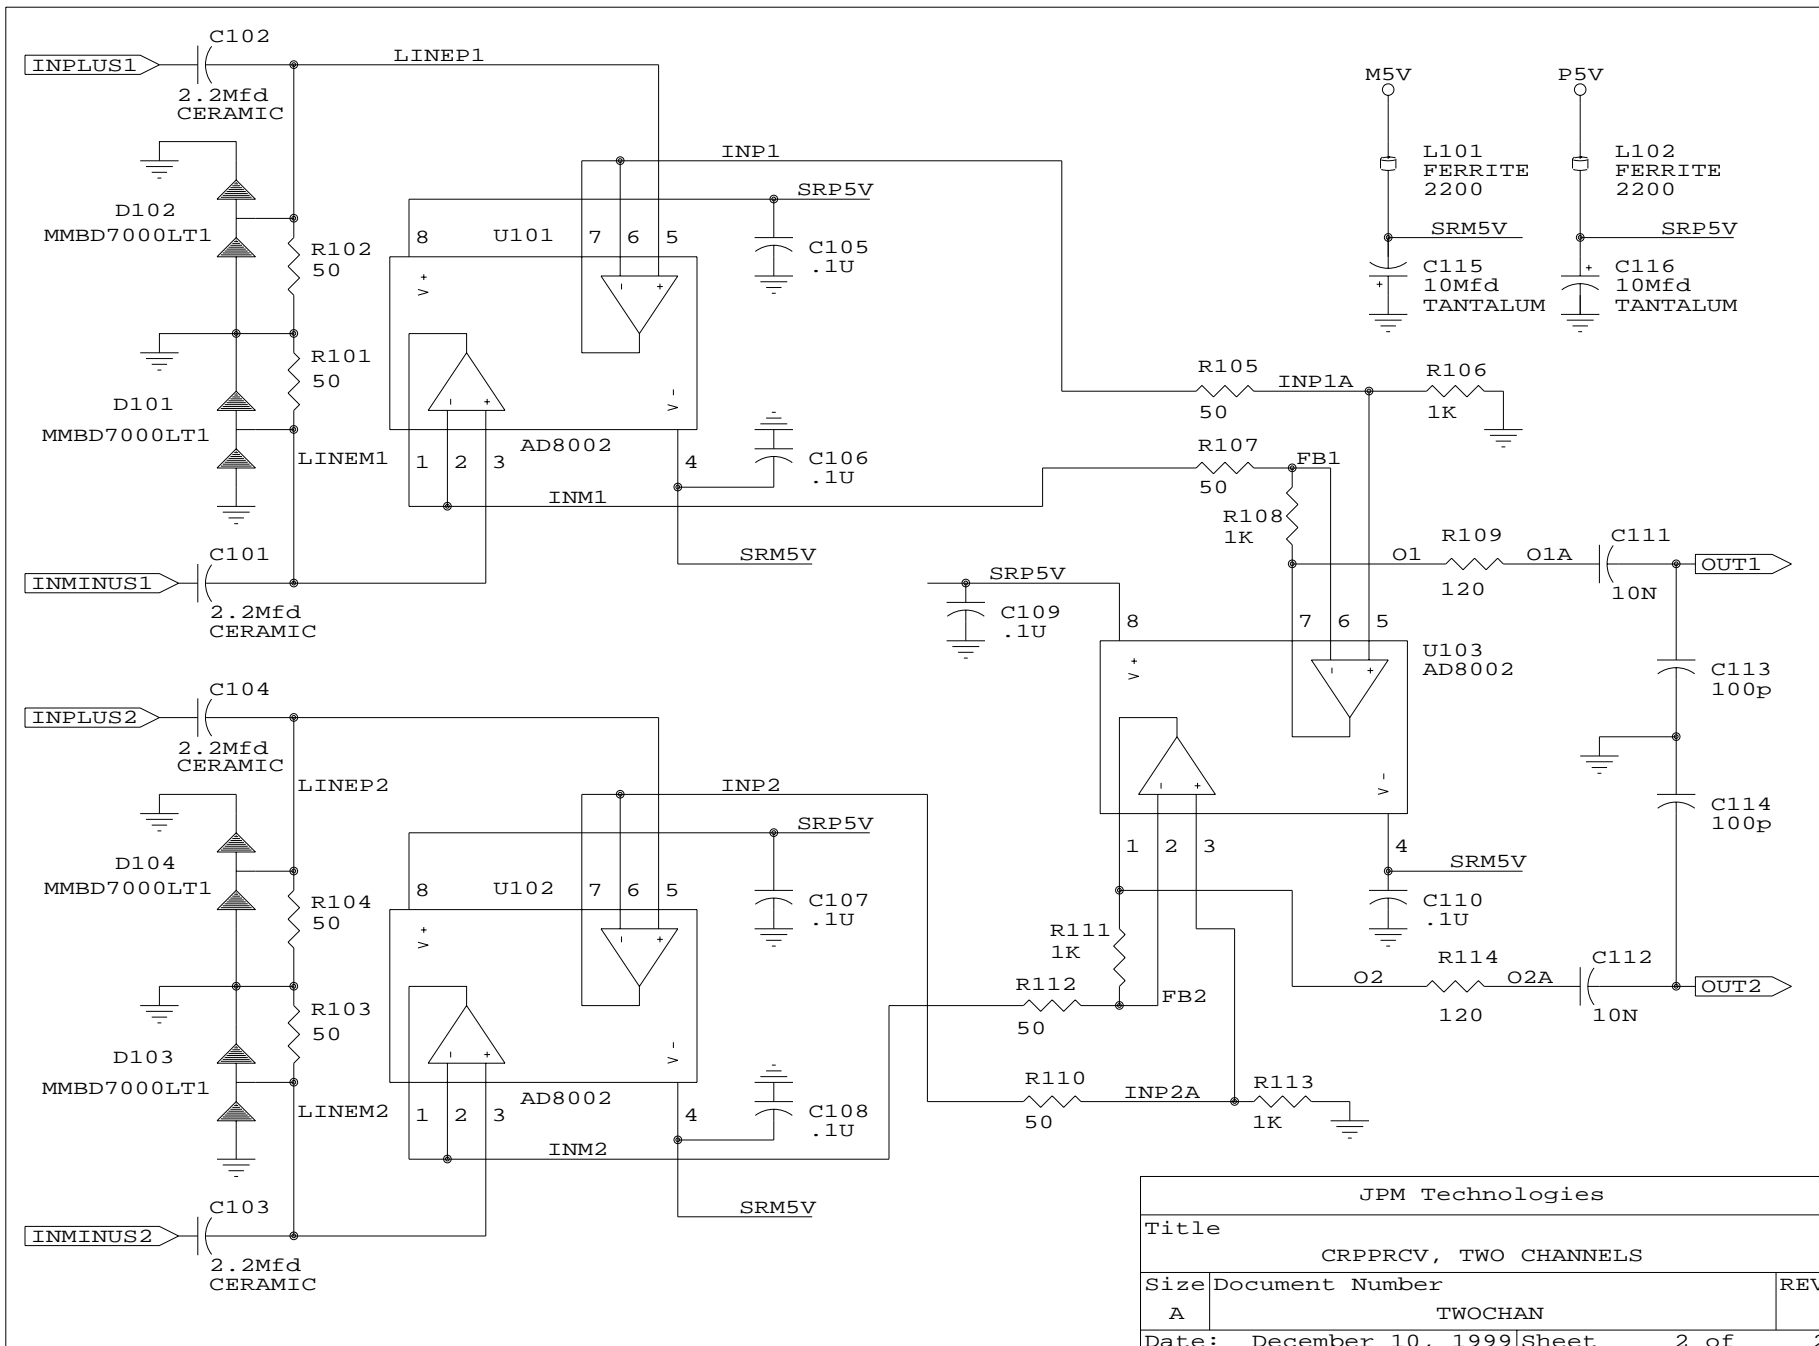 C102
INPLUS1
2.2Mfd
CERAMIC
LINEP1
D102
MMBD7000LT1
R102
50
R101
50
D101
MMBD7000LT1
LINEM1
C101
INMINUS1
2.2Mfd
CERAMIC
INP1
SRP5V
8
U101
7
6
5
C105
.1U
V +
- +
- +
V -
AD8002
1
2
3
4
C106
.1U
INM1
SRM5V
M5V
P5V
L101
FERRITE
2200
L102
FERRITE
2200
SRM5V
SRP5V
C115
10Mfd
TANTALUM
+
+
C116
10Mfd
TANTALUM
R105
50
INP1A
R106
1K
R107
50
FB1
R108
1K
O1
R109
120
O1A
C111
10N
OUT1
SRP5V
C109
.1U
8
7
6
5
U103
AD8002
V +
- +
- +
V -
C113
100p
C114
100p
1
2
3
4
SRM5V
C110
.1U
R111
1K
R112
50
FB2
O2
R114
120
O2A
C112
10N
OUT2
R110
50
INP2A
R113
1K
C104
INPLUS2
2.2Mfd
CERAMIC
LINEP2
D104
MMBD7000LT1
R104
50
R103
50
D103
MMBD7000LT1
LINEM2
C103
INMINUS2
2.2Mfd
CERAMIC
INP2
SRP5V
8
U102
7
6
5
C107
.1U
V +
- +
- +
V -
AD8002
1
2
3
4
C108
.1U
INM2
SRM5V
JPM Technologies
Title
CRPPRCV, TWO CHANNELS
Size Document Number REV
A TWOCHAN
Date: December 10, 1999 Sheet 2 of 2